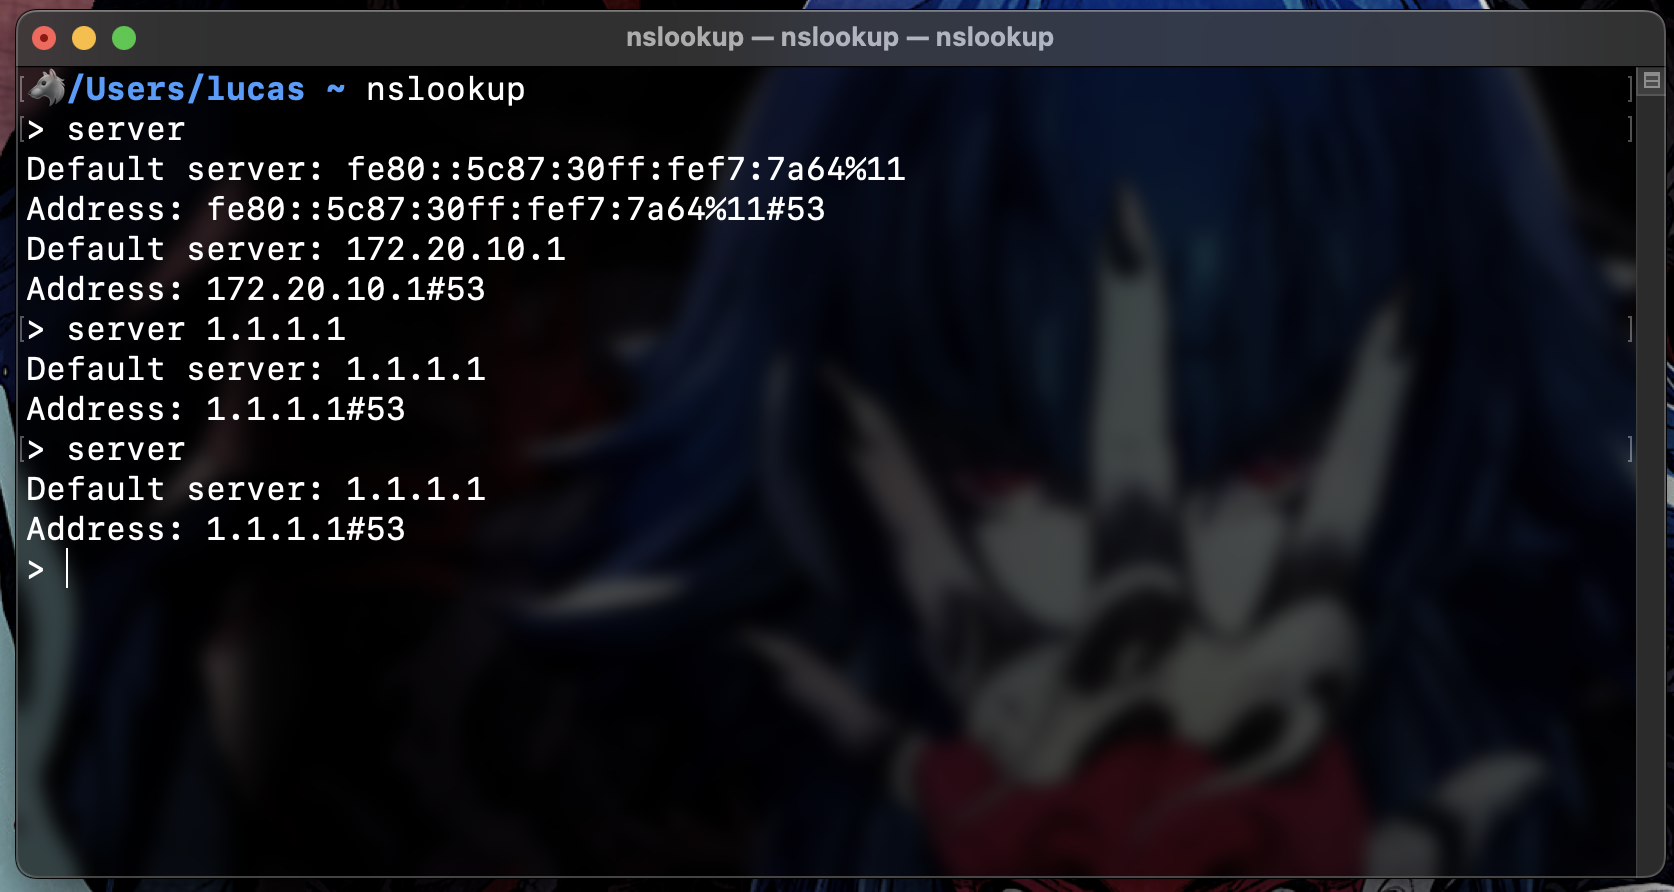 nslookup — nslookup — nslookup
/Users/lucas ~ nslookup
> server
Default server: fe80::5c87:30ff:fef7:7a64%11
Address: fe80::5c87:30ff:fef7:7a64%11#53
Default server: 172.20.10.1
Address: 172.20.10.1#53
> server 1.1.1.1
Default server: 1.1.1.1
Address: 1.1.1.1#53
> server
Default server: 1.1.1.1
Address: 1.1.1.1#53
>